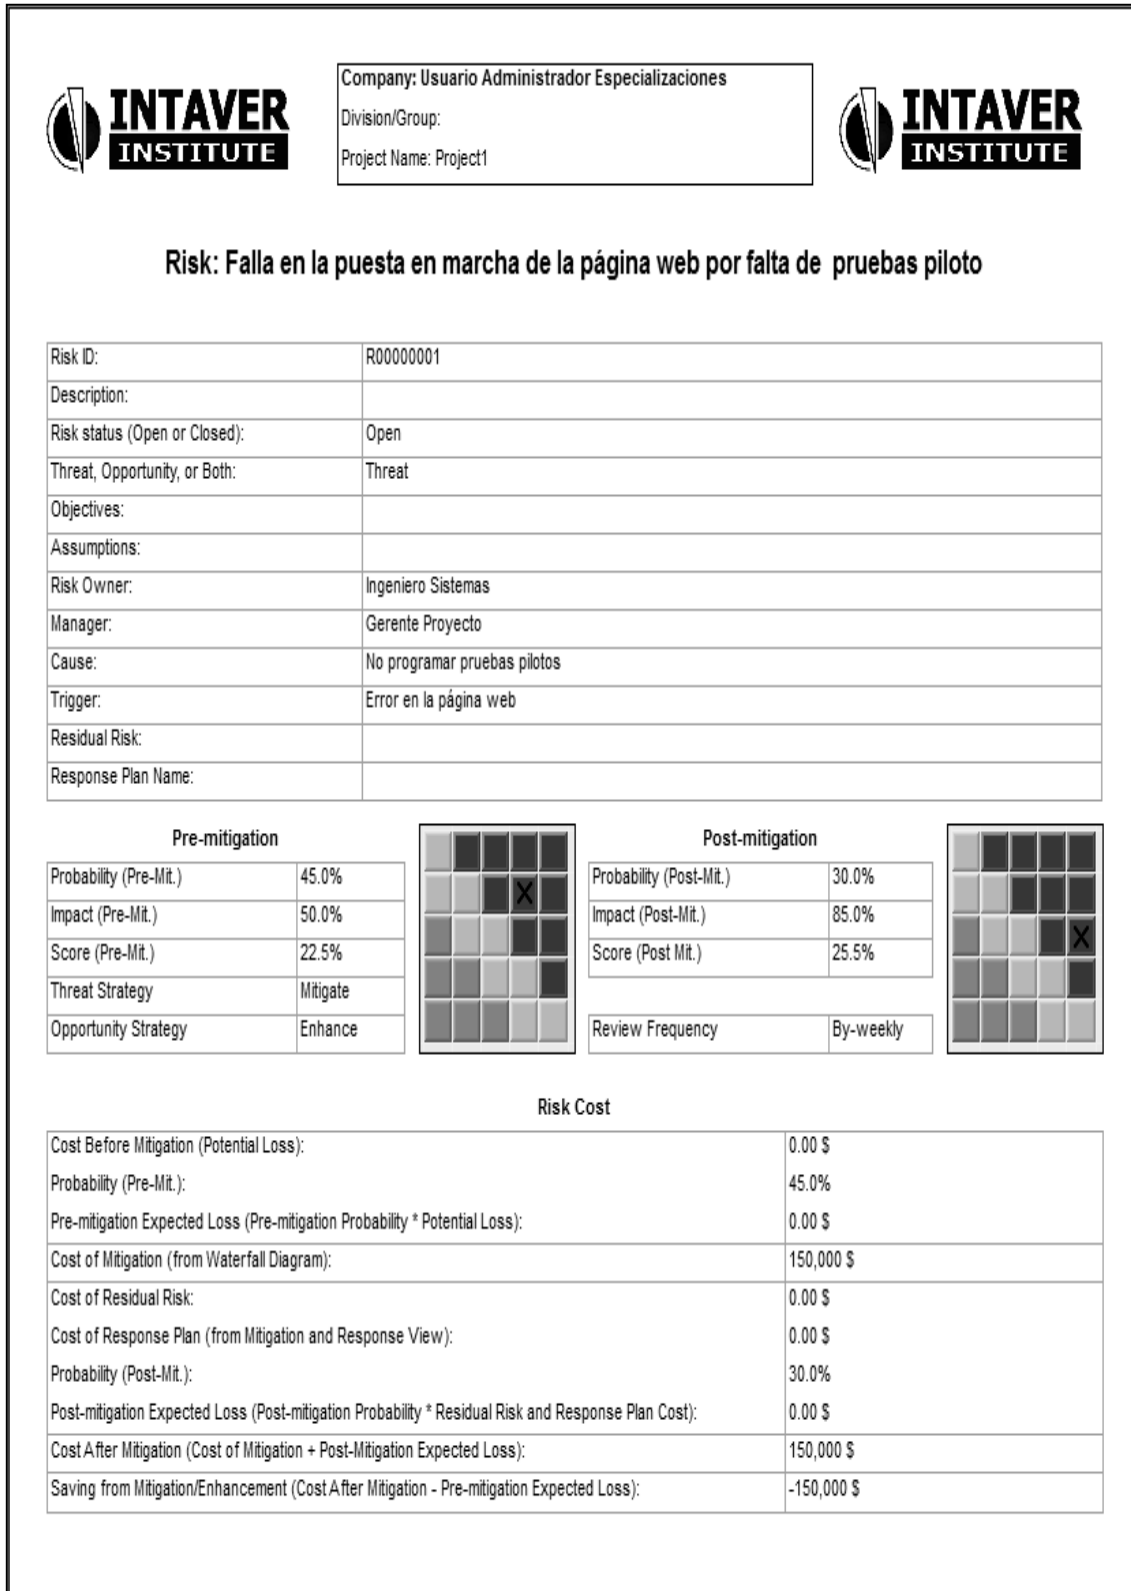 INTAVER
INSTITUTE
Company: Usuario Administrador Especializaciones
Division/Group:
Project Name: Project1
INTAVER
INSTITUTE
Risk: Falla en la puesta en marcha de la página web por falta de pruebas piloto
Risk ID: R00000001
Description:
Risk status (Open or Closed): Open
Threat, Opportunity, or Both: Threat
Objectives:
Assumptions:
Risk Owner: Ingeniero Sistemas
Manager: Gerente Proyecto
Cause: No programar pruebas pilotos
Trigger: Error en la página web
Residual Risk:
Response Plan Name:
Pre-mitigation
Probability (Pre-Mit.) 45.0%
Impact (Pre-Mit.) 50.0%
Score (Pre-Mit.) 22.5%
Threat Strategy Mitigate
Opportunity Strategy Enhance
X
Post-mitigation
Probability (Post-Mit.) 30.0%
Impact (Post-Mit.) 85.0%
Score (Post Mit.) 25.5%
Review Frequency By-weekly
X
Risk Cost
Cost Before Mitigation (Potential Loss): 0.00 $
Probability (Pre-Mit.): 45.0%
Pre-mitigation Expected Loss (Pre-mitigation Probability * Potential Loss): 0.00 $
Cost of Mitigation (from Waterfall Diagram): 150,000 $
Cost of Residual Risk: 0.00 $
Cost of Response Plan (from Mitigation and Response View): 0.00 $
Probability (Post-Mit.): 30.0%
Post-mitigation Expected Loss (Post-mitigation Probability * Residual Risk and Response Plan Cost): 0.00 $
Cost After Mitigation (Cost of Mitigation + Post-Mitigation Expected Loss): 150,000 $
Saving from Mitigation/Enhancement (Cost After Mitigation - Pre-mitigation Expected Loss): -150,000 $